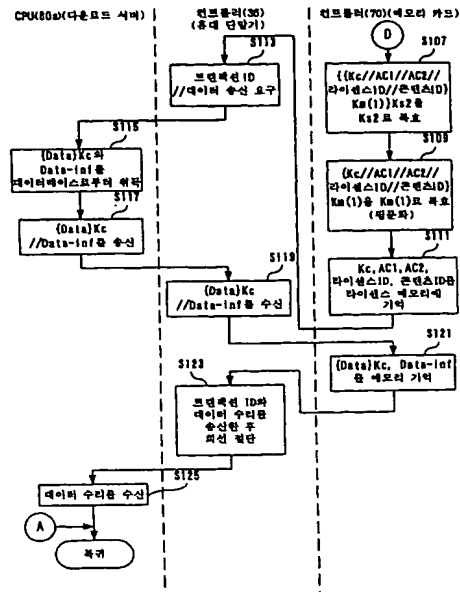 CPU(80a)(다운로드 서버)
컨트롤러(35)
(휴대 단말기)
컨트롤러(70)(메모리 카드)
D
S107
{{Kc//AC1//AC2//
라이센스ID//콘텐츠ID}
Km(1)}Ks2를
Ks2로 복호
S109
{Kc//AC1//AC2//
라이센스ID//콘텐츠ID}
Km(1)을 Km(1)로 복호
(평문화)
S111
Kc,AC1,AC2,
라이센스ID, 콘텐츠ID를
라이센스 메모리에
기억
S113
트랜잭션 ID
//데이터 송신 요구
S115
{Data}Kc와
Data-inf를
데이터베이스로부터 취득
S117
{Data}Kc
//Data-inf를 송신
S119
{Data}Kc
//Data-inf를 수신
S121
{Data}Kc, Data-inf
를 메모리 기억
S123
트랜잭션 ID와
데이터 수리를
송신한 후
회선 절단
S125
데이터 수리를 수신
A
복귀